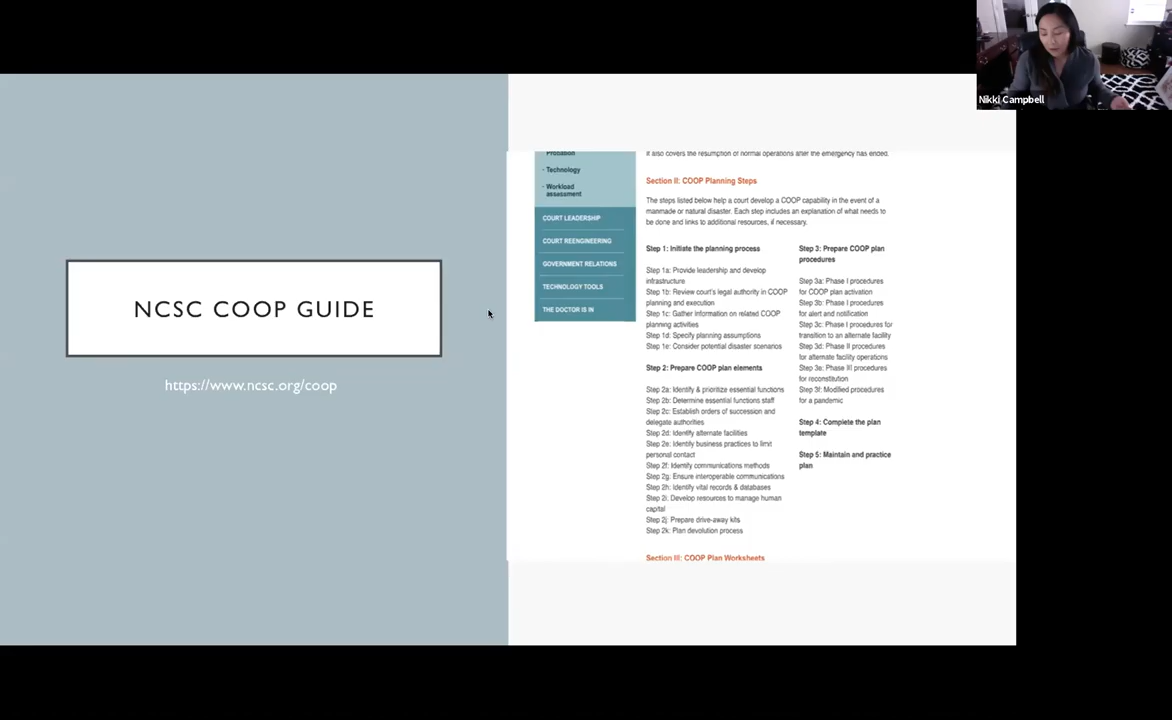 Nikki Campbell
NCSC COOP GUIDE
https://www.ncsc.org/coop
Probation
· Technology
· Workload
assessment
COURT LEADERSHIP
COURT REENGINEERING
GOVERNMENT RELATIONS
TECHNOLOGY TOOLS
THE DOCTOR IS IN
It also covers the resumption of normal operations after the emergency has ended.
Section II: COOP Planning Steps
The steps listed below help a court develop a COOP capability in the event of a
manmade or natural disaster. Each step includes an explanation of what needs to
be done and links to additional resources, if necessary.
Step 1: Initiate the planning process
Step 1a: Provide leadership and develop
infrastructure
Step 1b: Review court's legal authority in COOP
planning and execution
Step 1c: Gather information on related COOP
planning activities
Step 1d: Specify planning assumptions
Step 1e: Consider potential disaster scenarios
Step 2: Prepare COOP plan elements
Step 2a: Identify & prioritize essential functions
Step 2b: Determine essential functions staff
Step 2c: Establish orders of succession and
delegate authorities
Step 2d: Identify alternate facilities
Step 2e: Identify business practices to limit
personal contact
Step 2f: Identify communications methods
Step 2g: Ensure interoperable communications
Step 2h: Identify vital records & databases
Step 2i: Develop resources to manage human
capital
Step 2j: Prepare drive-away kits
Step 2k: Plan devolution process
Step 3: Prepare COOP plan
procedures
Step 3a: Phase I procedures
for COOP plan activation
Step 3b: Phase I procedures
for alert and notification
Step 3c: Phase I procedures for
transition to an alternate facility
Step 3d: Phase II procedures
for alternate facility operations
Step 3e: Phase III procedures
for reconstitution
Step 3f: Modified procedures
for a pandemic
Step 4: Complete the plan
template
Step 5: Maintain and practice
plan
Section III: COOP Plan Worksheets